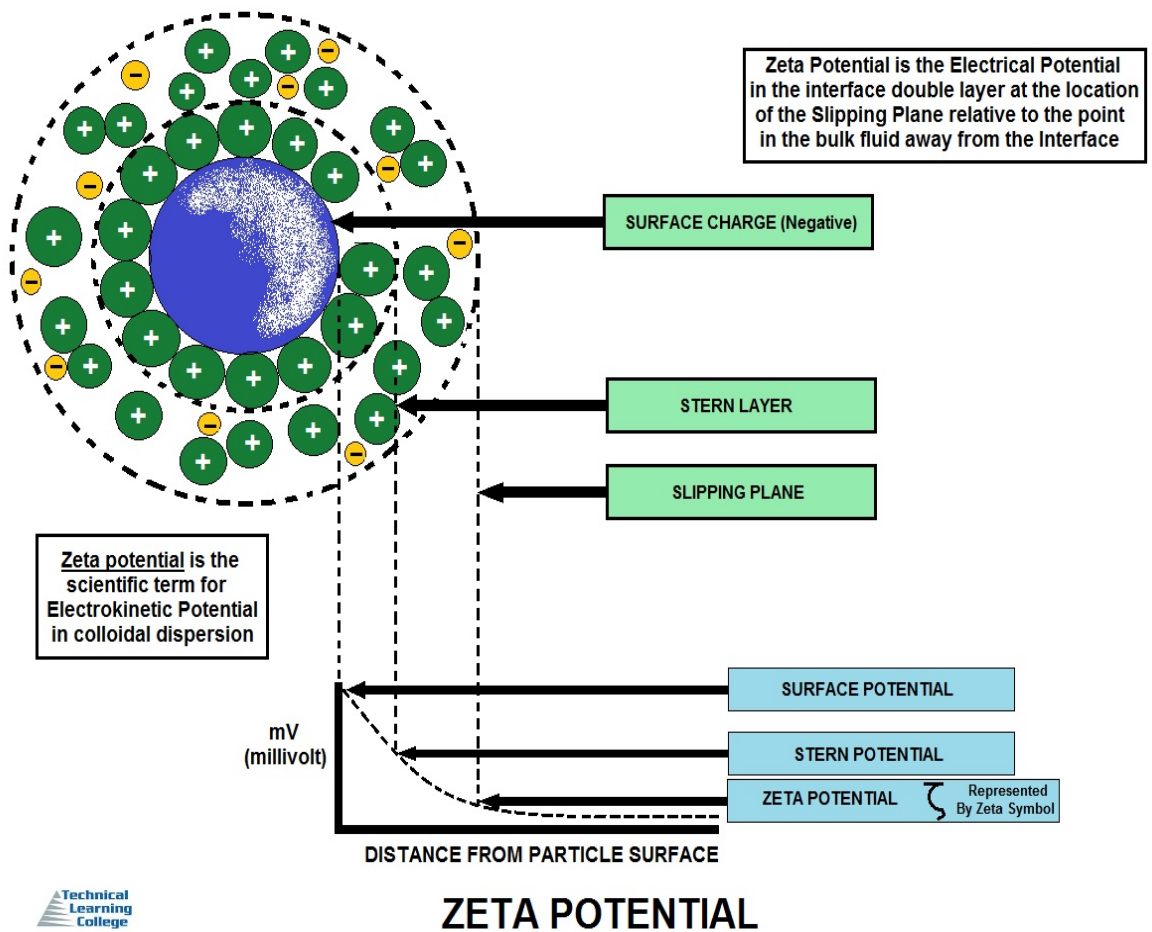 Zeta Potential is the Electrical Potential
in the interface double layer at the location
of the Slipping Plane relative to the point
in the bulk fluid away from the Interface
SURFACE CHARGE (Negative)
STERN LAYER
SLIPPING PLANE
Zeta potential is the
scientific term for
Electrokinetic Potential
in colloidal dispersion
SURFACE POTENTIAL
mV
(millivolt)
STERN POTENTIAL
ZETA POTENTIAL ζ Represented
By Zeta Symbol
DISTANCE FROM PARTICLE SURFACE
Technical
Learning
College
ZETA POTENTIAL